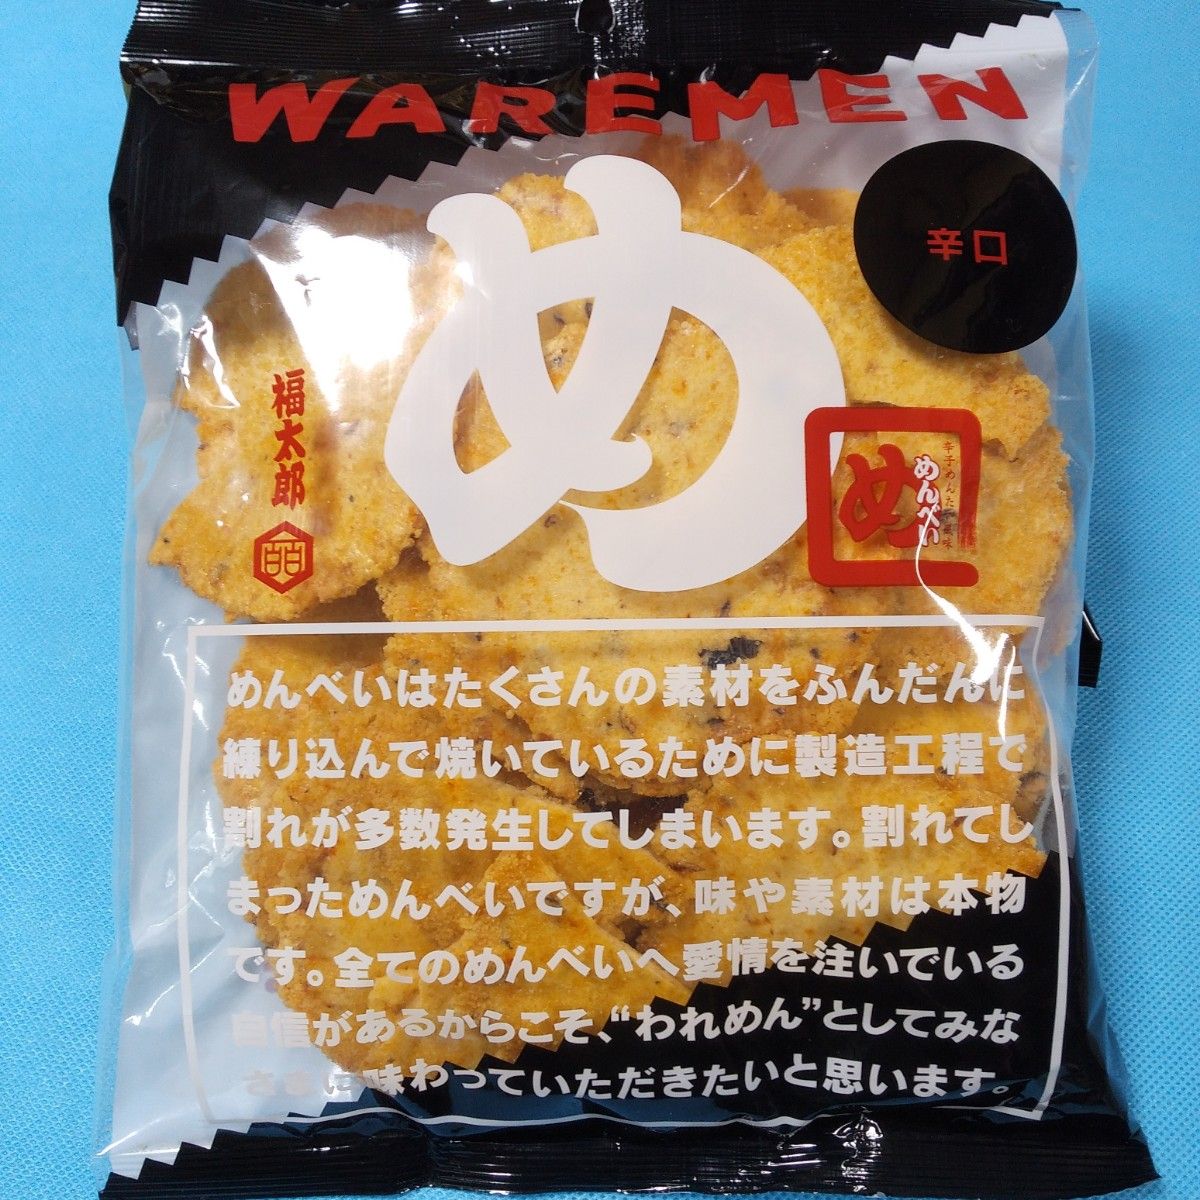 WAREMEN
め
辛口
福太郎
め
めんべい
めんべいはたくさんの素材をふんだんに
練り込んで焼いているために製造工程で
割れが多数発生してしまいます。割れてし
まっためんべいですが、味や素材は本物
です。全てのめんべいへ愛情を注いでいる
自信があるからこそ、“われめん”としてみな
さまに味わっていただきたいと思います。